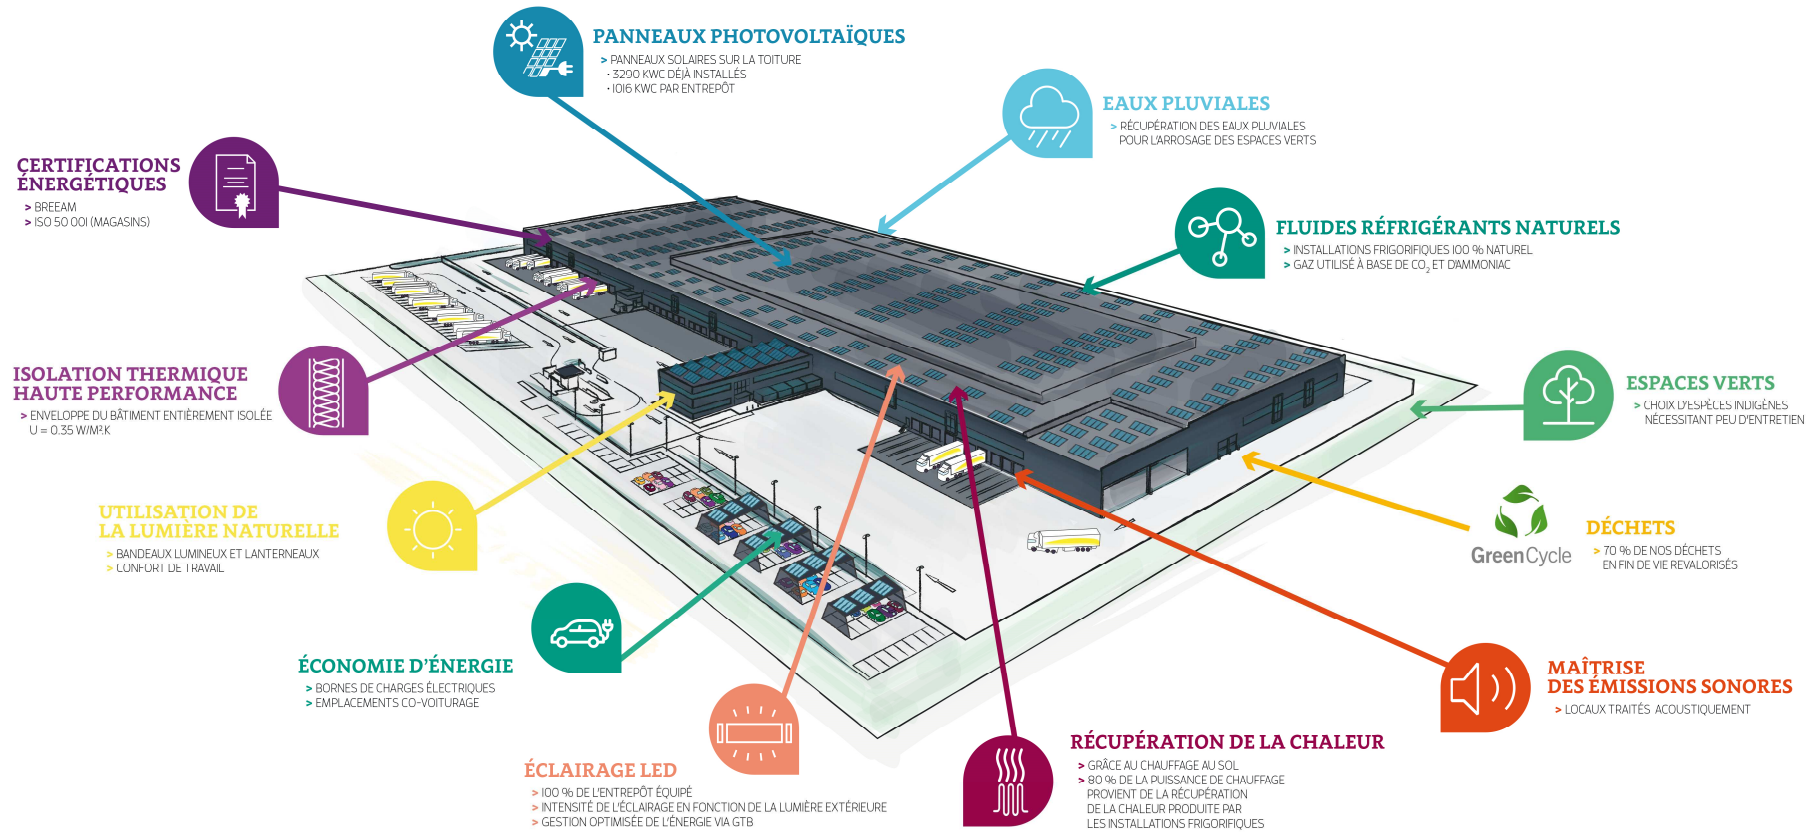 PANNEAUX PHOTOVOLTAÏQUES
> PANNEAUX SOLAIRES SUR LA TOITURE
• 3290 KWC DÉJÀ INSTALLÉS
• 1016 KWC PAR ENTREPÔT
EAUX PLUVIALES
> RÉCUPÉRATION DES EAUX PLUVIALES
POUR L'ARROSAGE DES ESPACES VERTS
CERTIFICATIONS
ÉNERGÉTIQUES
> BREEAM
> ISO 50 001 (MAGASINS)
FLUIDES RÉFRIGÉRANTS NATURELS
> INSTALLATIONS FRIGORIFIQUES 100 % NATUREL
> GAZ UTILISÉ À BASE DE CO₂ ET D'AMMONIAC
ISOLATION THERMIQUE
HAUTE PERFORMANCE
> ENVELOPPE DU BÂTIMENT ENTIÈREMENT ISOLÉE
U = 0.35 W/M².K
ESPACES VERTS
> CHOIX D'ESPÈCES INDIGÈNES
NÉCESSITANT PEU D'ENTRETIEN
UTILISATION DE
LA LUMIÈRE NATURELLE
> BANDEAUX LUMINEUX ET LANTERNEAUX
> CONFORT DE TRAVAIL
GreenCycle
DÉCHETS
> 70 % DE NOS DÉCHETS
EN FIN DE VIE REVALORISÉS
ÉCONOMIE D'ÉNERGIE
> BORNES DE CHARGES ÉLECTRIQUES
> EMPLACEMENTS CO-VOITURAGE
MAÎTRISE
DES ÉMISSIONS SONORES
> LOCAUX TRAITÉS ACOUSTIQUEMENT
ÉCLAIRAGE LED
> 100 % DE L'ENTREPÔT ÉQUIPÉ
> INTENSITÉ DE L'ÉCLAIRAGE EN FONCTION DE LA LUMIÈRE EXTÉRIEURE
> GESTION OPTIMISÉE DE L'ÉNERGIE VIA GTB
RÉCUPÉRATION DE LA CHALEUR
> GRÂCE AU CHAUFFAGE AU SOL
> 80 % DE LA PUISSANCE DE CHAUFFAGE
PROVIENT DE LA RÉCUPÉRATION
DE LA CHALEUR PRODUITE PAR
LES INSTALLATIONS FRIGORIFIQUES